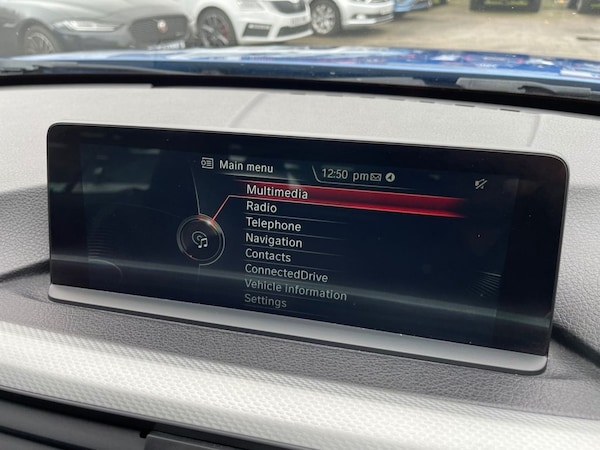 Main menu
12:50 pm
Multimedia
Radio
Telephone
Navigation
Contacts
ConnectedDrive
Vehicle information
Settings